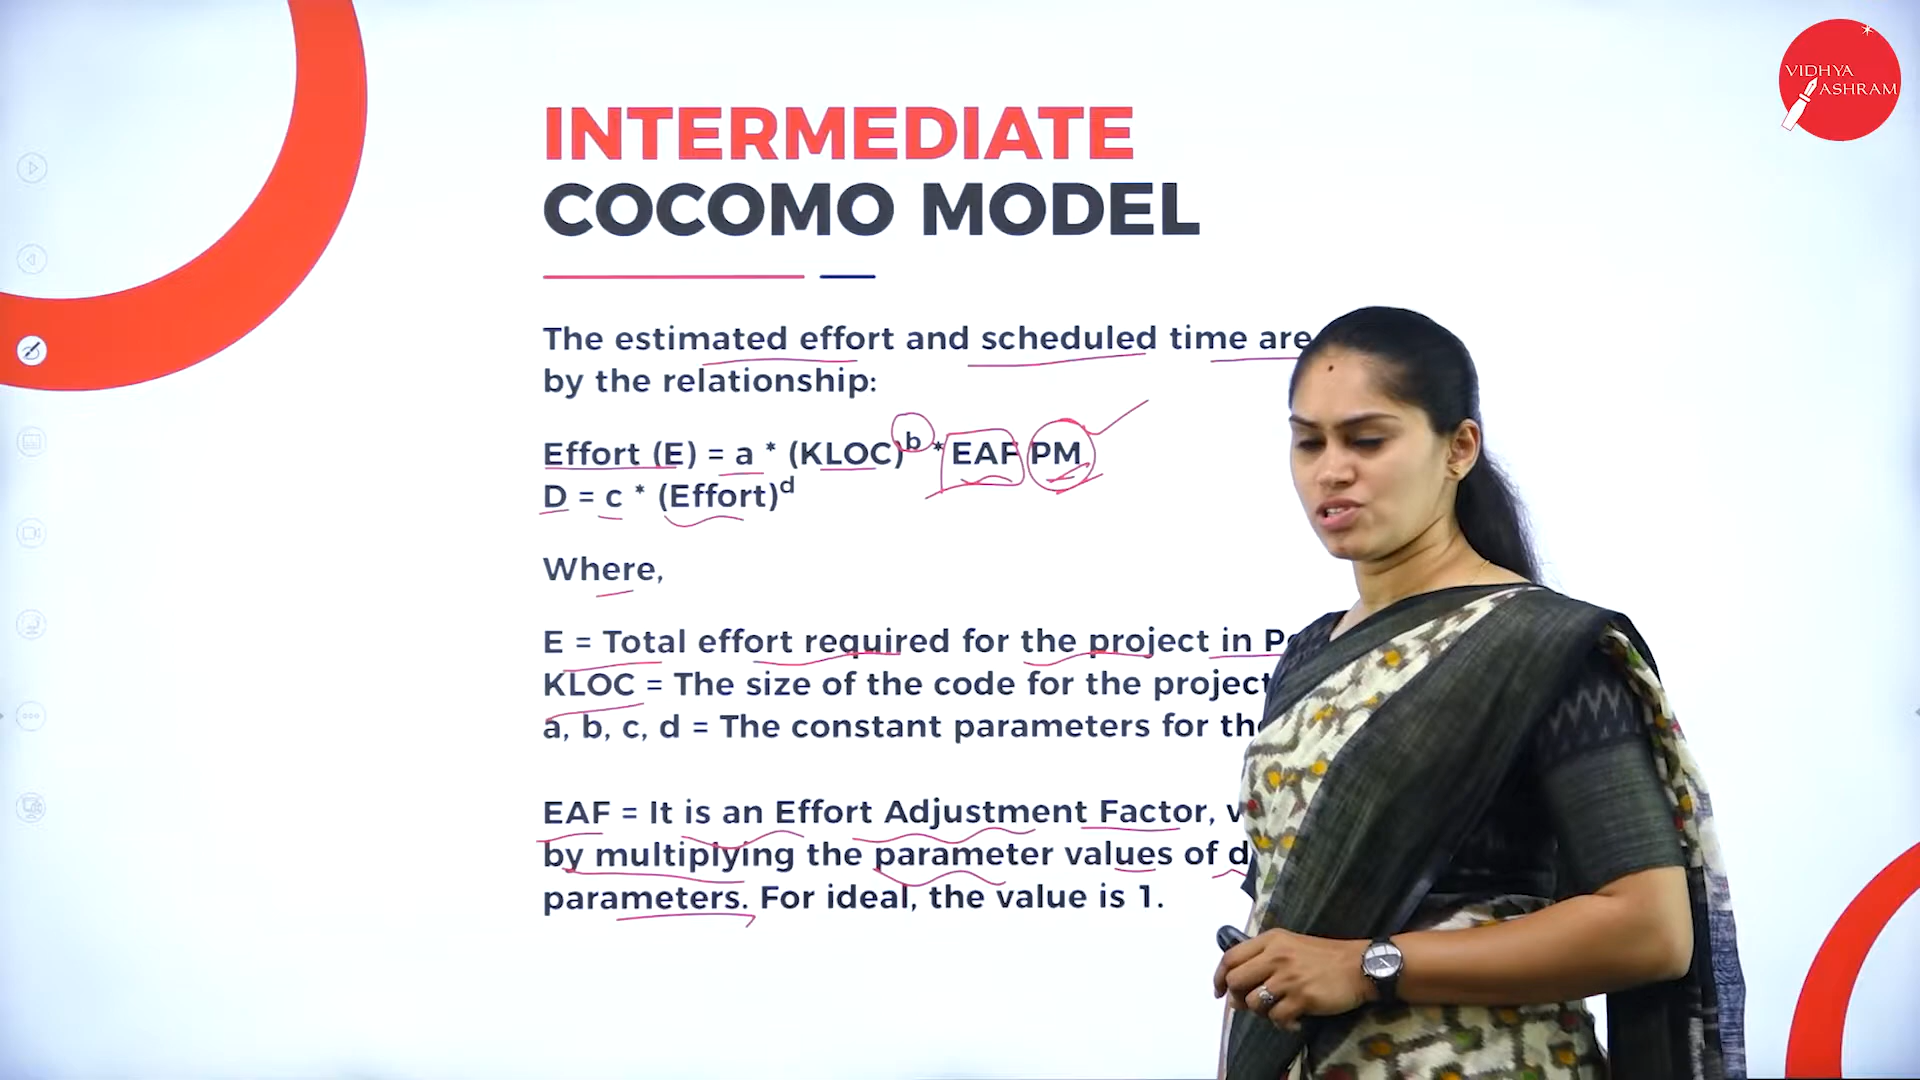 VIDHYA
ASHRAM
INTERMEDIATE
COCOMO MODEL
The estimated effort and scheduled time are
by the relationship:
Effort (E) = a * (KLOC)b * EAF PM
D = c * (Effort)d
Where,
E = Total effort required for the project in
KLOC = The size of the code for the project
a, b, c, d = The constant parameters for
EAF = It is an Effort Adjustment Factor,
by multiplying the parameter values of
parameters. For ideal, the value is 1.